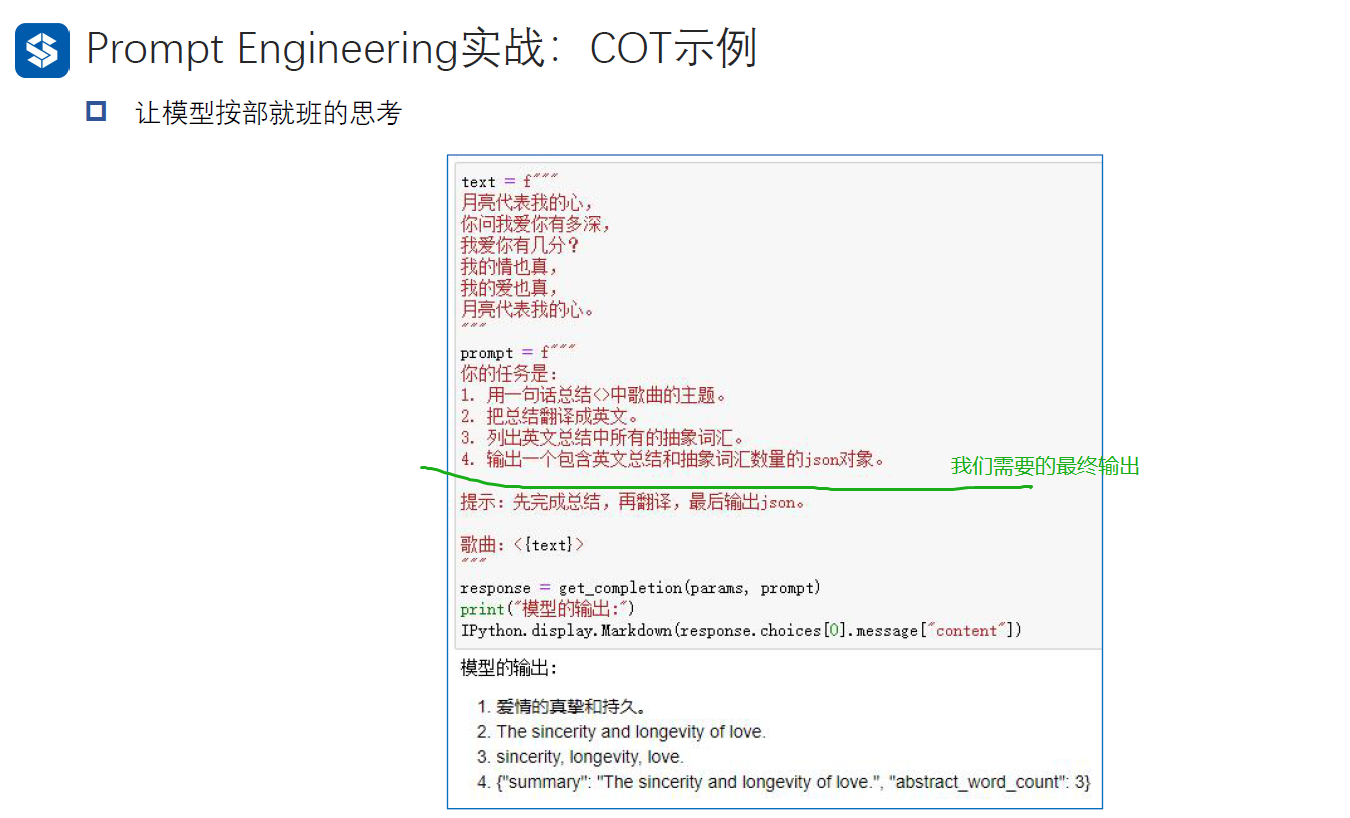 Prompt Engineering实战：COT示例
让模型按部就班的思考
text = f"""
月亮代表我的心，
你问我爱你有多深，
我爱你有几分？
我的情也真，
我的爱也真，
月亮代表我的心。
"""
prompt = f"""
你的任务是：
1. 用一句话总结<>中歌曲的主题。
2. 把总结翻译成英文。
3. 列出英文总结中所有的抽象词汇。
4. 输出一个包含英文总结和抽象词汇数量的json对象。
我们需要的最终输出
提示：先完成总结，再翻译，最后输出json。
歌曲：<{text}>
"""
response = get_completion(params, prompt)
print("模型的输出:")
IPython.display.Markdown(response.choices[0].message["content"])
模型的输出:
1. 爱情的真挚和持久。
2. The sincerity and longevity of love.
3. sincerity, longevity, love.
4. {"summary": "The sincerity and longevity of love.", "abstract_word_count": 3}